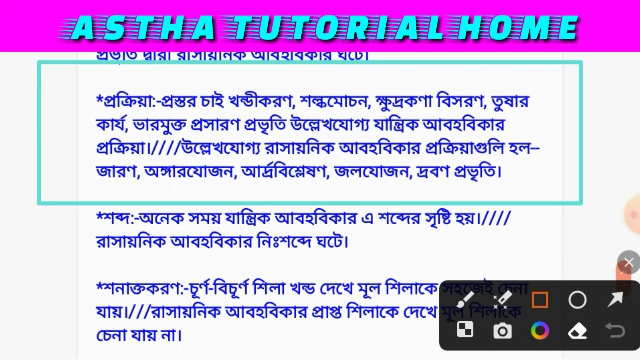 ASTHA TUTORIAL HOME
প্রভৃতি দ্বারা রাসায়নিক আবহবিকার ঘটে।
*প্রক্রিয়া:-প্রস্তর চাই খন্ডীকরণ, শল্কমোচন, ক্ষুদ্রকণা বিসরণ, তুষার
কার্য, ভারমুক্ত প্রসারণ প্রভৃতি উল্লেখযোগ্য যান্ত্রিক আবহবিকার
প্রক্রিয়া।////উল্লেখযোগ্য রাসায়নিক আবহবিকার প্রক্রিয়াগুলি হল–
জারণ, অঙ্গারযোজন, আর্দ্রবিশ্লেষণ, জলযোজন, দ্রবণ প্রভৃতি।
*শব্দ:-অনেক সময় যান্ত্রিক আবহবিকার এ শব্দের সৃষ্টি হয়।////
রাসায়নিক আবহবিকার নিঃশব্দে ঘটে।
*শনাক্তকরণ:-চূর্ণ-বিচূর্ণ শিলা খন্ড দেখে মূল শিলাকে সহজেই চেনা
যায়।///রাসায়নিক আবহবিকার প্রাপ্ত শিলাকে দেখে মূল শিলাকে
চেনা যায় না।